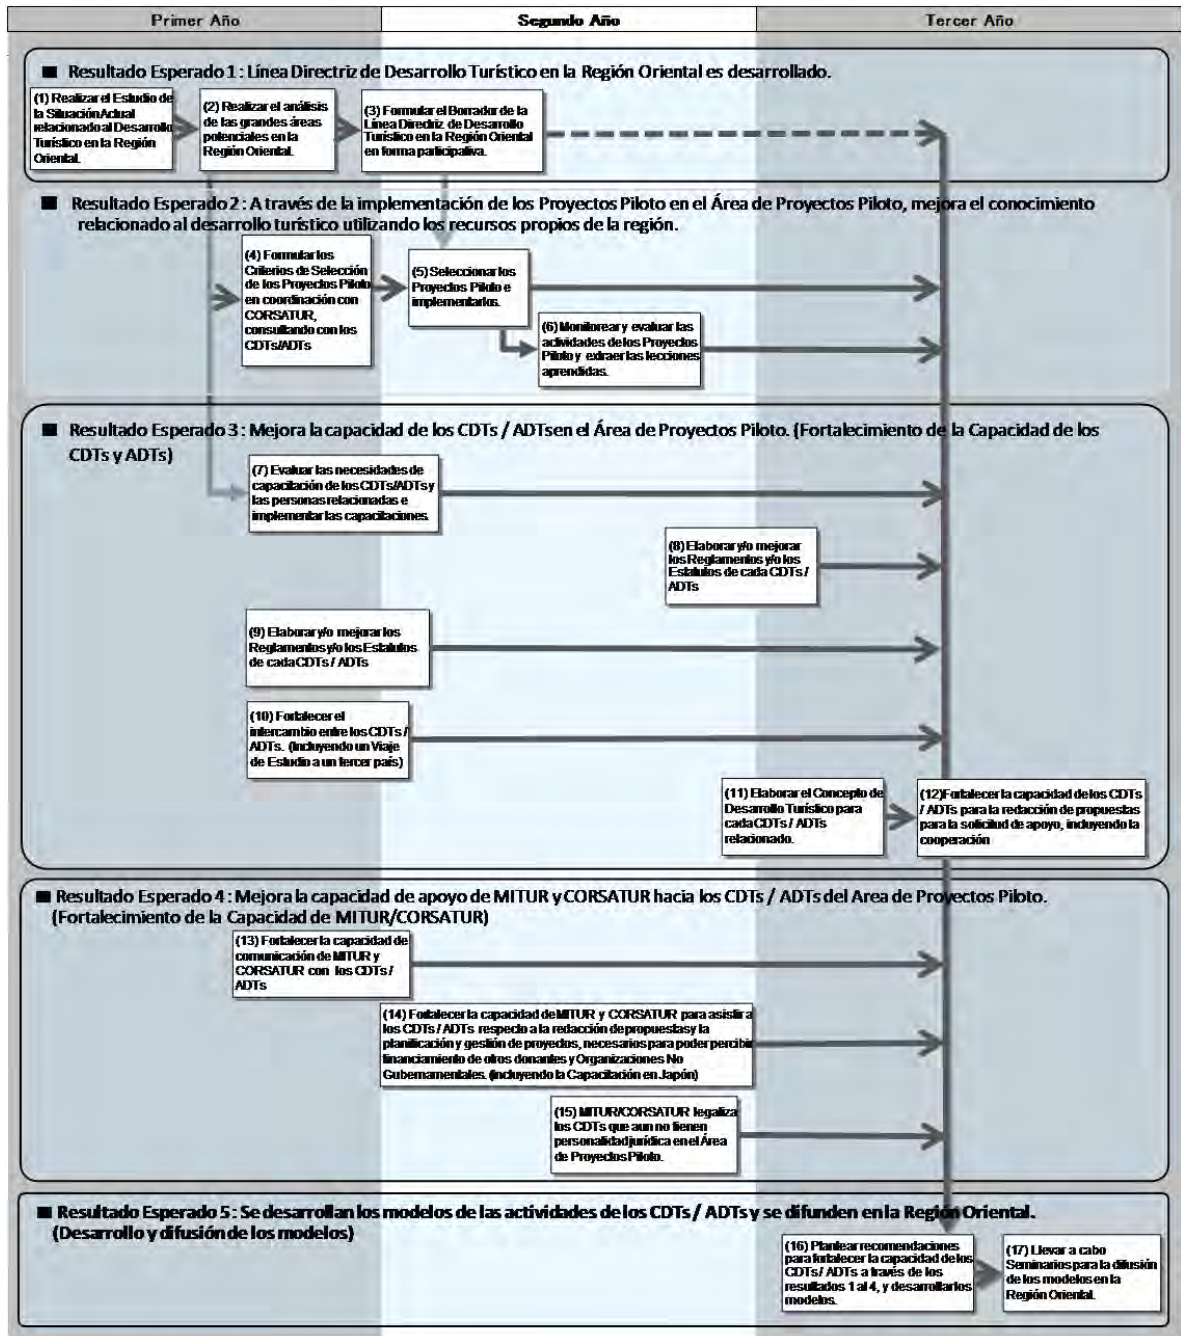 Primer Año
Segundo Año
Tercer Año
■ Resultado Esperado 1 : Línea Directriz de Desarrollo Turístico en la Región Oriental es desarrollado.
(1) Realizar el Estudio de
la Situación Actual
relacionado al Desarrollo
Turístico en la Región
Oriental.
(2) Realizar el análisis
de las grandes áreas
potenciales en la
Región Oriental.
(3) Formular el Borrador de la
Línea Directriz de Desarrollo
Turístico en la Región Oriental
en forma participativa.
■ Resultado Esperado 2 : A través de la implementación de los Proyectos Piloto en el Área de Proyectos Piloto, mejora el conocimiento
relacionado al desarrollo turístico utilizando los recursos propios de la región.
(4) Formular los
Criterios de Selección
de los Proyectos Piloto
en coordinación con
CORSATUR,
consultando con los
CDTs/ADTs
(5) Seleccionar los
Proyectos Piloto e
implementarlos.
(6) Monitorear y evaluar las
actividades de los Proyectos
Piloto y extraer las lecciones
aprendidas.
■ Resultado Esperado 3 : Mejora la capacidad de los CDTs / ADTs en el Área de Proyectos Piloto. (Fortalecimiento de la Capacidad de los
CDTs y ADTs)
(7) Evaluar las necesidades de
capacitación de los CDTs/ADTs y
las personas relacionadas e
implementar las capacitaciones.
(8) Elaborar y/o mejorar
los Reglamentos y/o los
Estatutos de cada CDTs /
ADTs
(9) Elaborar y/o mejorar los
Reglamentos y/o los Estatutos
de cada CDTs / ADTs
(10) Fortalecer el
intercambio entre los CDTs /
ADTs. (Incluyendo un Viaje
de Estudio a un tercer país)
(11) Elaborar el Concepto de
Desarrollo Turístico para
cada CDTs / ADTs
relacionado.
(12)Fortalecer la capacidad de los CDTs
/ ADTs para la redacción de propuestas
para la solicitud de apoyo, incluyendo la
cooperación
■ Resultado Esperado 4 : Mejora la capacidad de apoyo de MITUR y CORSATUR hacia los CDTs / ADTs del Area de Proyectos Piloto.
(Fortalecimiento de la Capacidad de MITUR/CORSATUR)
(13) Fortalecer la capacidad de
comunicación de MITUR y
CORSATUR con los CDTs /
ADTs
(14) Fortalecer la capacidad de MITUR y CORSATUR para asistir a
los CDTs / ADTs respecto a la redacción de propuestas y la
planificación y gestión de proyectos, necesarios para poder percibir
financiamiento de otros donantes y Organizaciones No
Gubernamentales. (incluyendo la Capacitación en Japón)
(15) MITUR/CORSATUR legaliza
los CDTs que aun no tienen
personalidad jurídica en el Área
de Proyectos Piloto.
■ Resultado Esperado 5 : Se desarrollan los modelos de las actividades de los CDTs / ADTs y se difunden en la Región Oriental.
(Desarrollo y difusión de los modelos)
(16) Plantear recomendaciones
para fortalecer la capacidad de los
CDTs / ADTs a través de los
resultados 1 al 4, y desarrollar los
modelos.
(17) Llevar a cabo
Seminarios para la difusión
de los modelos en la
Región Oriental.